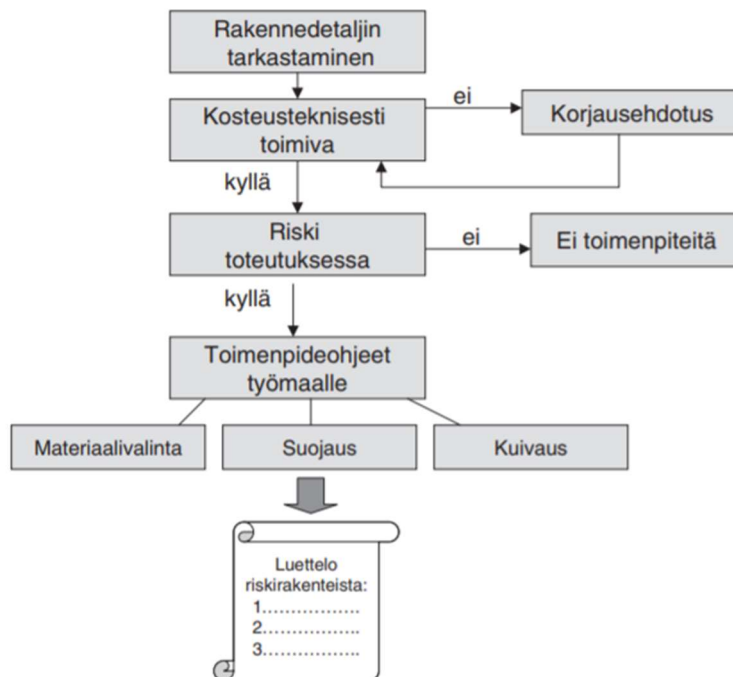 Rakennedetaljin
tarkastaminen
Kosteusteknisesti
toimiva
ei
Korjausehdotus
kyllä
Riski
toteutuksessa
ei
Ei toimenpiteitä
kyllä
Toimenpideohjeet
työmaalle
Materiaalivalinta
Suojaus
Kuivaus
Luettelo
riskirakenteista:
1.................
2.................
3.................